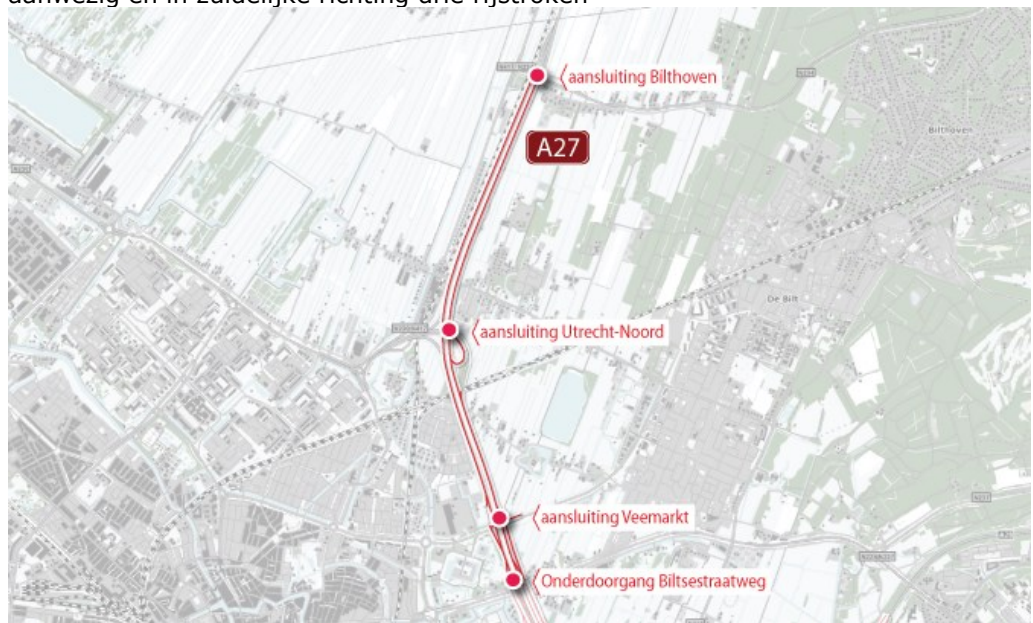 aanwezig en in zuidelijke richting drie rijstroken
aansluiting Bilthoven
A27
Bilthoven
De Bilt
aansluiting Utrecht-Noord
aansluiting Veemarkt
Onderdoorgang Biltsestraatweg